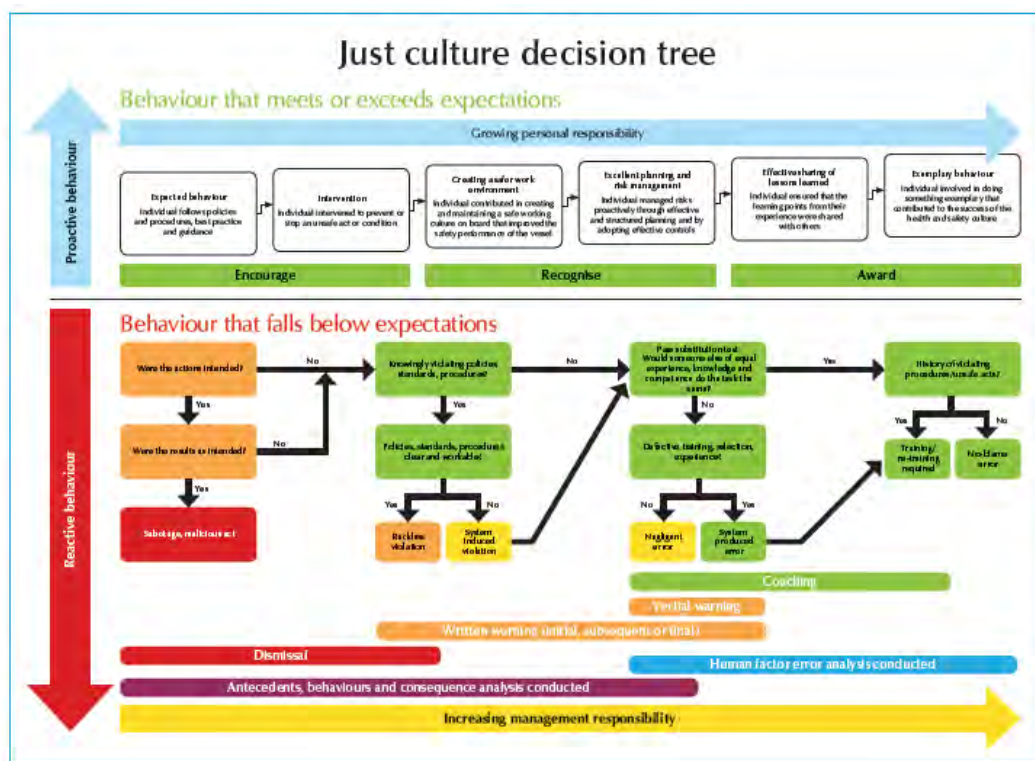 Just culture decision tree
Behaviour that meets or exceeds expectations
Proactive behaviour
Growing personal responsibility
Expected behaviour
Individual follows policies
and procedures, best practice
and guidance
Intervention
Individual intervened to prevent or
stop an unsafe act or condition
Creating a safer work
environment
Individual contributed in creating
and maintaining a safe working
culture on board that improved the
safety performance of the vessel
Excellent planning and
risk management
Individual managed risks
proactively through effective
and structured planning and by
adopting effective controls
Effective sharing of
lessons learned
Individual ensured that the
learning points from their
experience were shared
with others
Exemplary behaviour
Individual involved in doing
something exemplary that
contributed to the success of the
health and safety culture
Encourage
Recognise
Award
Behaviour that falls below expectations
Reactive behaviour
Were the actions intended?
No
Knowingly violating policies,
standards, procedures?
No
Peer substitution test
Would someone else of equal
experience, knowledge and
competence do the task the
same?
Yes
History of violating
procedures/unsafe acts?
Yes
Yes
No
Yes
No
Were the results as intended?
No
Policies, standards, procedures
clear and workable?
Defective, training, selection,
experience?
Training/
re-training
required
No blame
error
Yes
Yes
No
No
Yes
Sabotage, malicious act
Reckless
violation
System
induced
violation
Negligent
error
System
produced
error
Coaching
Verbal warning
Written warning (initial, subsequent or final)
Dismissal
Human factor error analysis conducted
Antecedents, behaviours and consequence analysis conducted
Increasing management responsibility